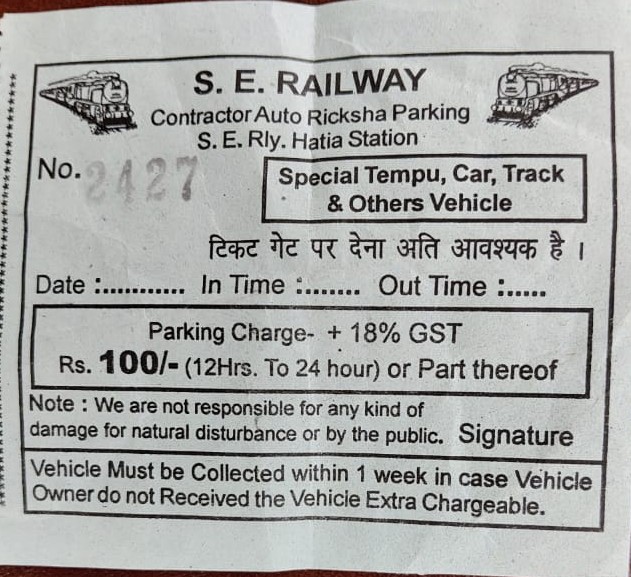 S. E. RAILWAY
Contractor Auto Ricksha Parking
S. E. Rly. Hatia Station
No. 2427
Special Tempu, Car, Track
& Others Vehicle
टिकट गेट पर देना अति आवश्यक है ।
Date :........... In Time :........ Out Time :.....
Parking Charge- + 18% GST
Rs. 100/- (12Hrs. To 24 hour) or Part thereof
Note : We are not responsible for any kind of
damage for natural disturbance or by the public. Signature
Vehicle Must be Collected within 1 week in case Vehicle
Owner do not Received the Vehicle Extra Chargeable.